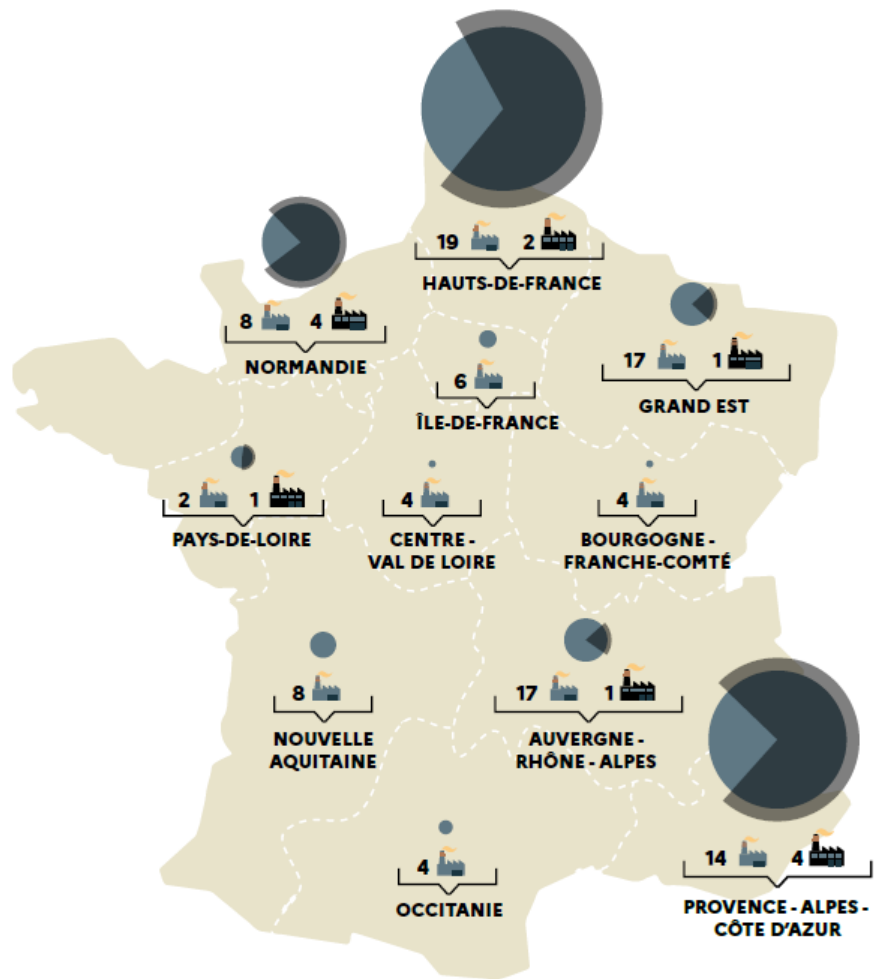 19 2
HAUTS-DE-FRANCE
8 4
NORMANDIE
17 1
GRAND EST
6
ÎLE-DE-FRANCE
2 1
PAYS-DE-LOIRE
4
CENTRE -
VAL DE LOIRE
4
BOURGOGNE -
FRANCHE-COMTÉ
8
NOUVELLE
AQUITAINE
17 1
AUVERGNE -
RHÔNE - ALPES
14 4
PROVENCE - ALPES -
CÔTE D'AZUR
4
OCCITANIE